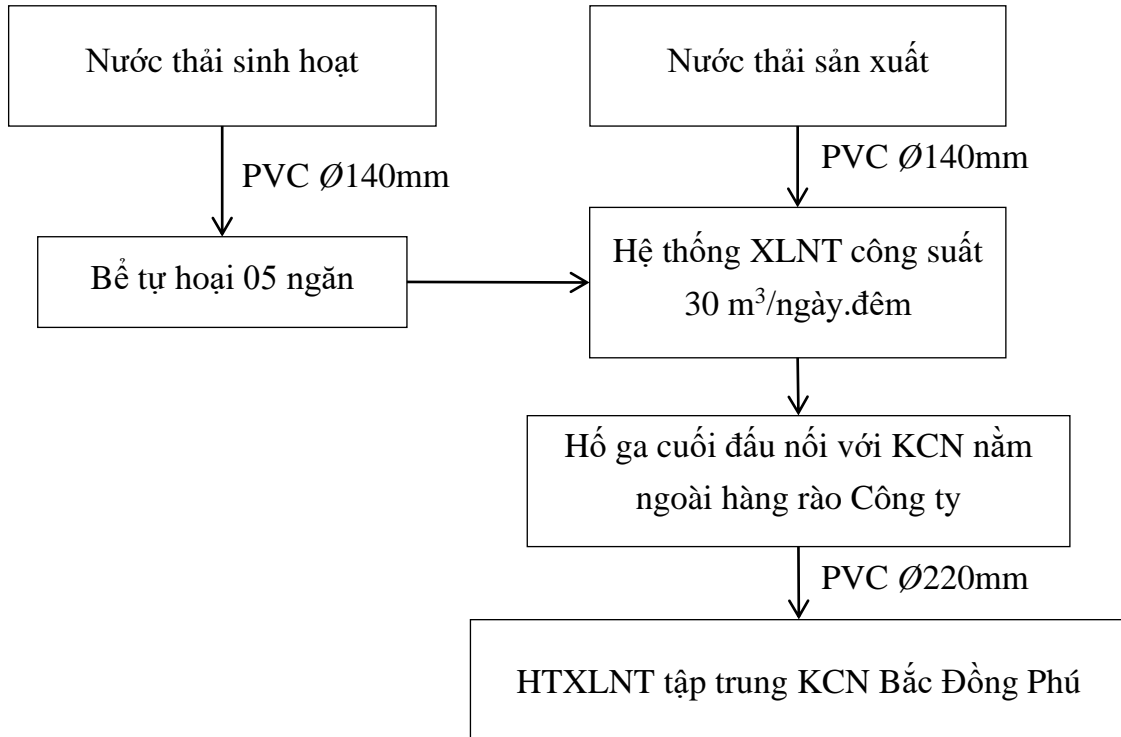 Nước thải sinh hoạt
Nước thải sản xuất
PVC Ø140mm
PVC Ø140mm
Bể tự hoại 05 ngăn
Hệ thống XLNT công suất
30 m³/ngày.đêm
Hố ga cuối đấu nối với KCN nằm
ngoài hàng rào Công ty
PVC Ø220mm
HTXLNT tập trung KCN Bắc Đồng Phú